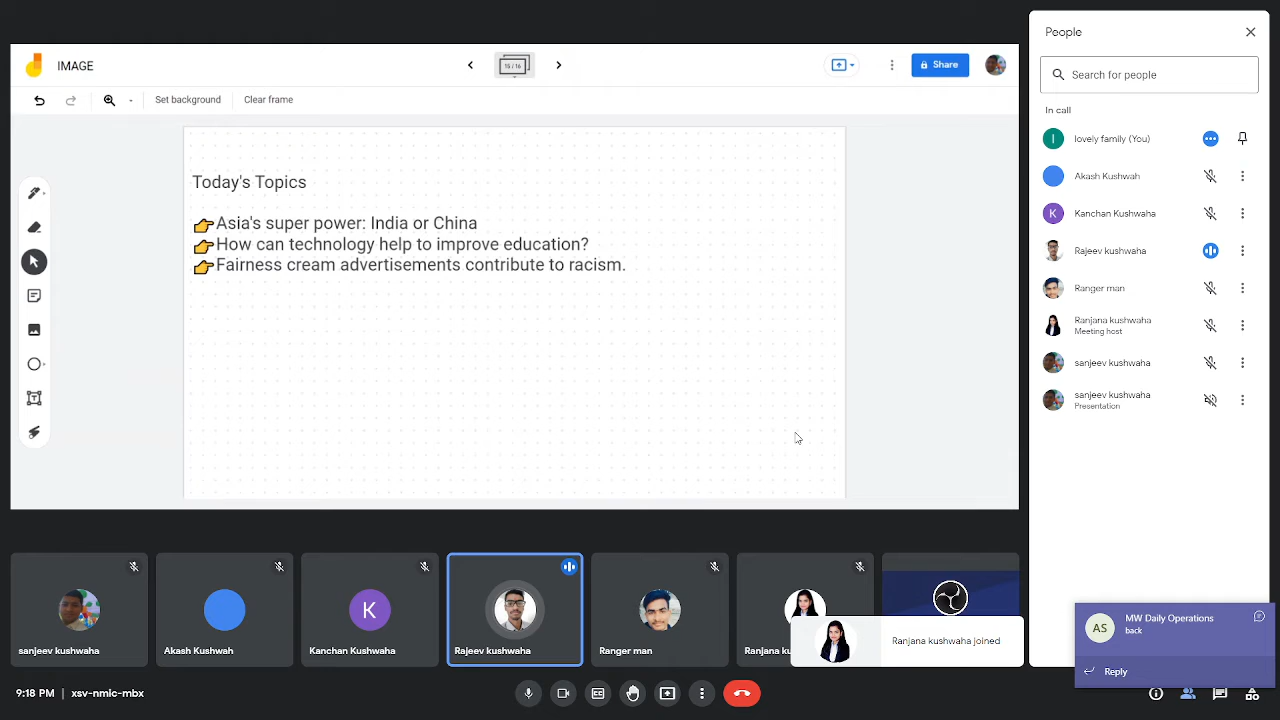 IMAGE
15 / 16
Share
Set background
Clear frame
Today's Topics
👉Asia's super power: India or China
👉How can technology help to improve education?
👉Fairness cream advertisements contribute to racism.
People
Search for people
In call
lovely family (You)
Akash Kushwah
Kanchan Kushwaha
Rajeev kushwaha
Ranger man
Ranjana kushwaha
Meeting host
sanjeev kushwaha
sanjeev kushwaha
Presentation
sanjeev kushwaha
Akash Kushwah
K
Kanchan Kushwaha
Rajeev kushwaha
Ranger man
Ranjana ku
Ranjana kushwaha joined
AS
MW Daily Operations
back
Reply
9:18 PM | xsv-nmic-mbx